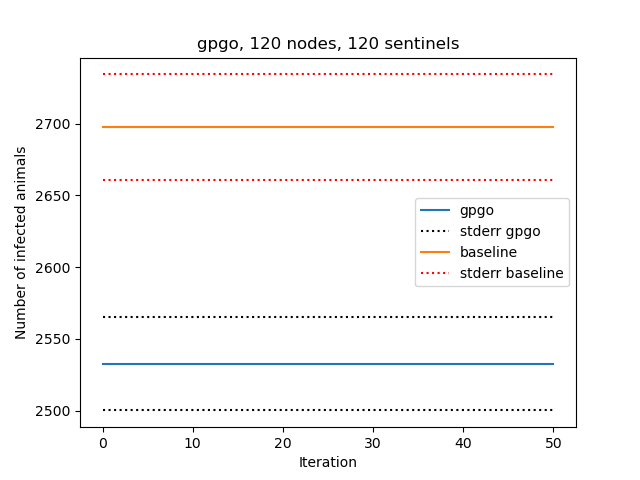 gpgo, 120 nodes, 120 sentinels
Number of infected animals
2700
2650
2600
2550
2500
gpgo
stderr gpgo
baseline
stderr baseline
0 10 20 30 40 50
Iteration